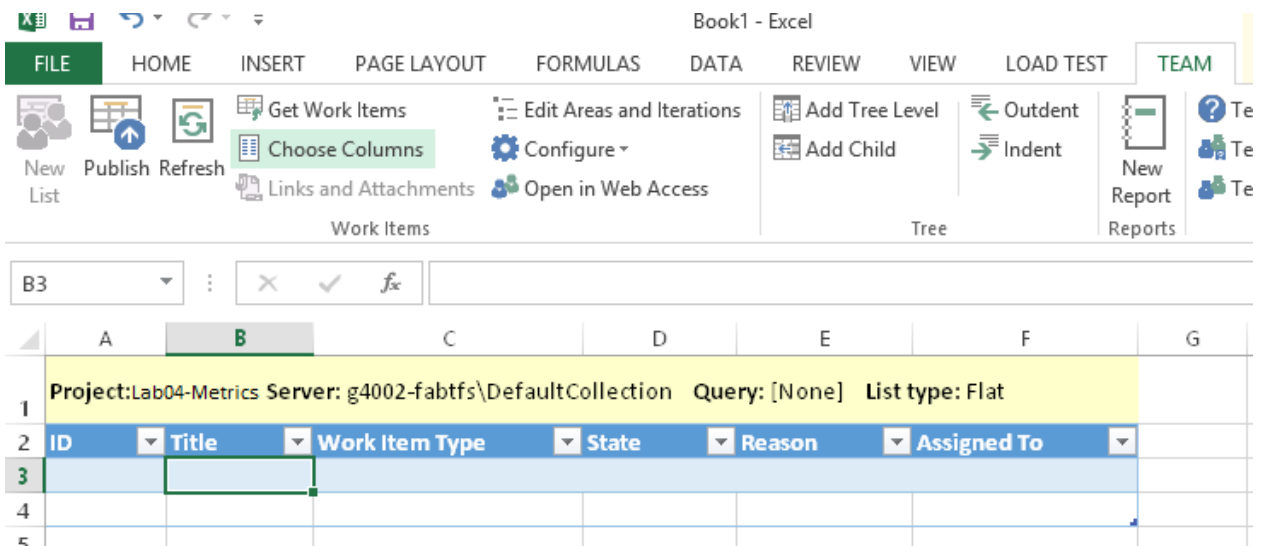 Book1 - Excel
FILE HOME INSERT PAGE LAYOUT FORMULAS DATA REVIEW VIEW LOAD TEST TEAM
New List
Publish
Refresh
Get Work Items
Choose Columns
Links and Attachments
Edit Areas and Iterations
Configure
Open in Web Access
Work Items
Add Tree Level
Add Child
Outdent
Indent
Tree
New Report
Reports
Te
Te
Te
B3 fx
A B C D E F G
1 Project:Lab04-Metrics Server: g4002-fabtfs\DefaultCollection Query: [None] List type: Flat
2 ID Title Work Item Type State Reason Assigned To
3
4
5